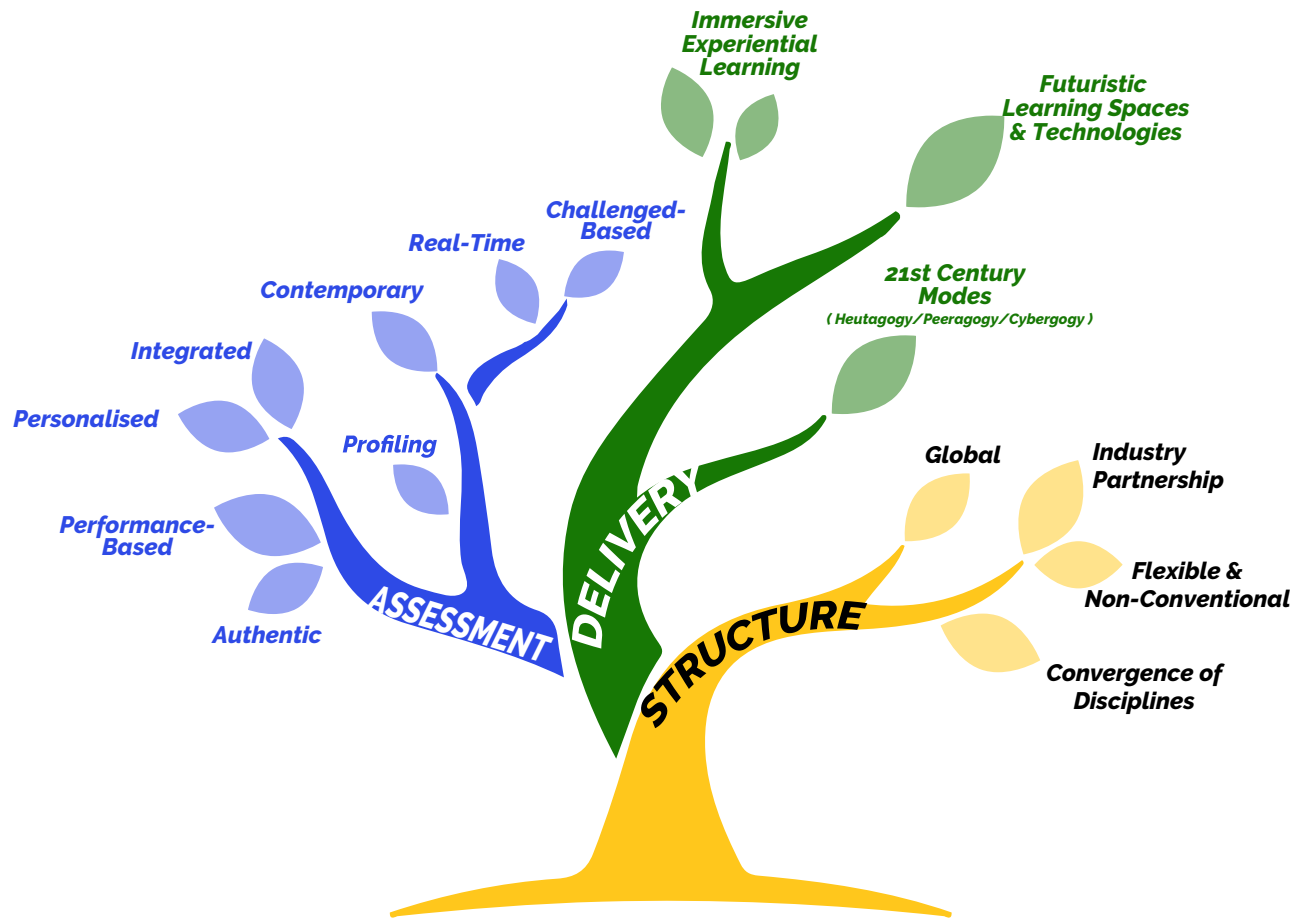 Immersive
Experiential
Learning
Futuristic
Learning Spaces
& Technologies
Challenged-
Based
Real-Time
Contemporary
21st Century
Modes
( Heutagogy/Peeragogy/Cybergogy )
Integrated
Personalised
Profiling
Performance-
Based
Authentic
ASSESSMENT
DELIVERY
STRUCTURE
Global
Industry
Partnership
Flexible &
Non-Conventional
Convergence of
Disciplines